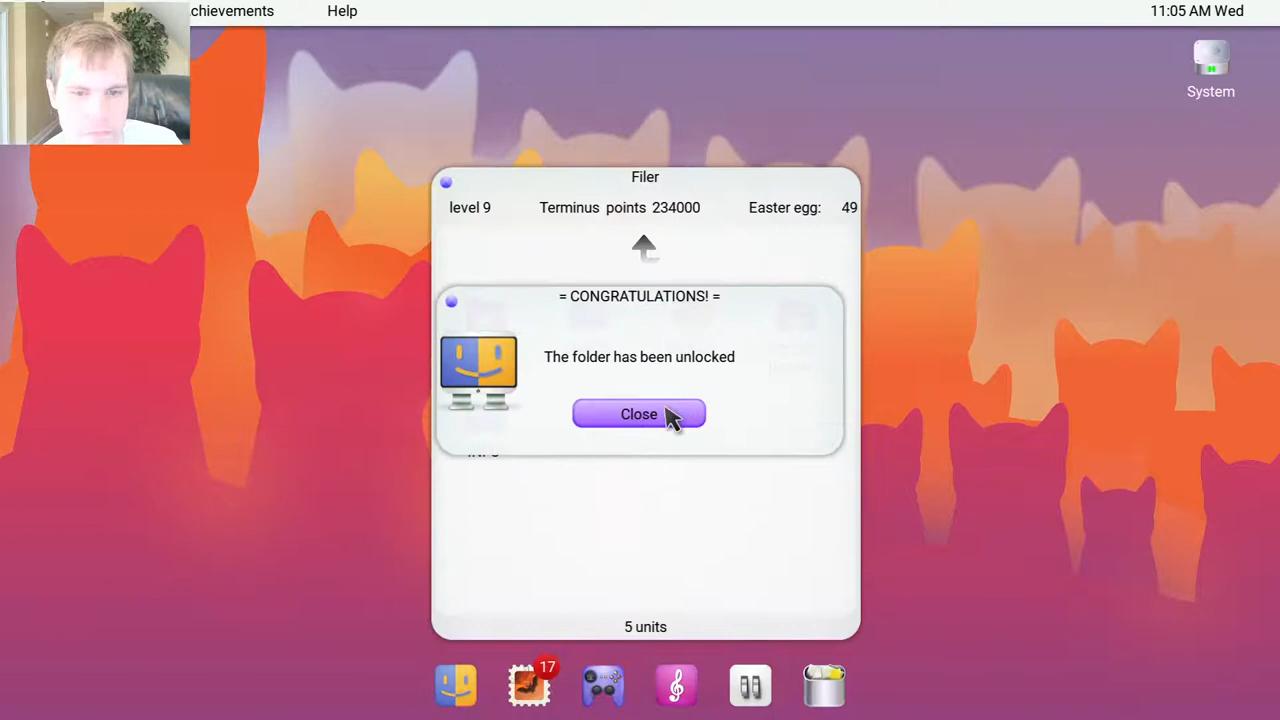 chievements Help 11:05 AM Wed
System
Filer
level 9 Terminus points 234000 Easter egg: 49
= CONGRATULATIONS! =
The folder has been unlocked
Close
5 units
17